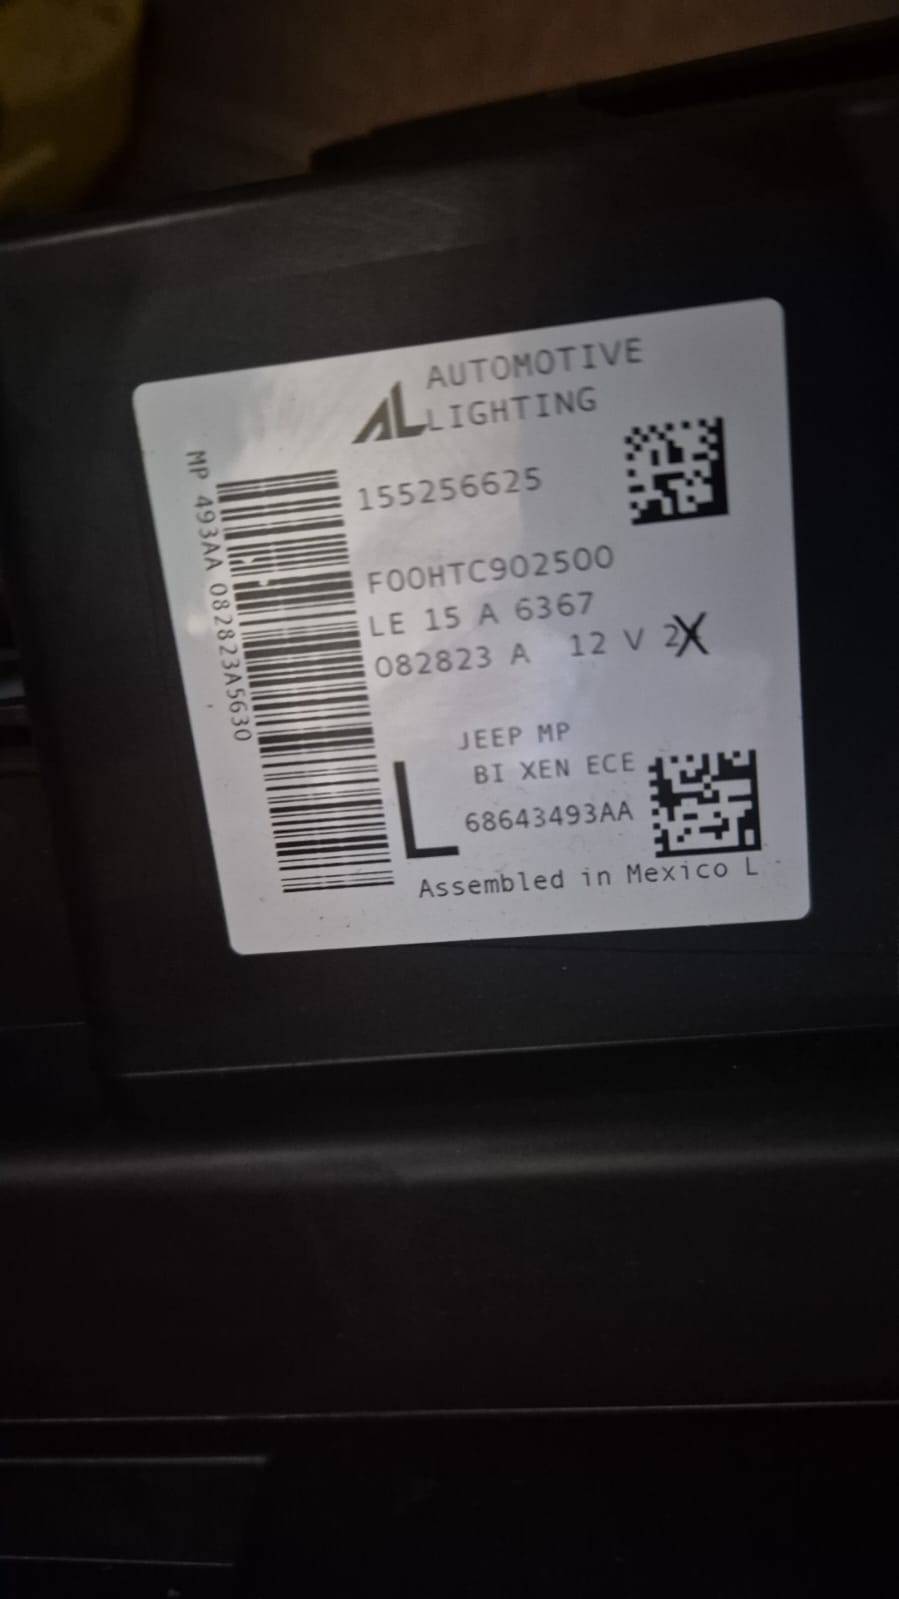 AUTOMOTIVE
AL LIGHTING
155256625
F00HTC902500
LE 15 A 6367
082823 A 12 V 2X
JEEP MP
BI XEN ECE
L 68643493AA
Assembled in Mexico L
MP 493AA 082823A5630